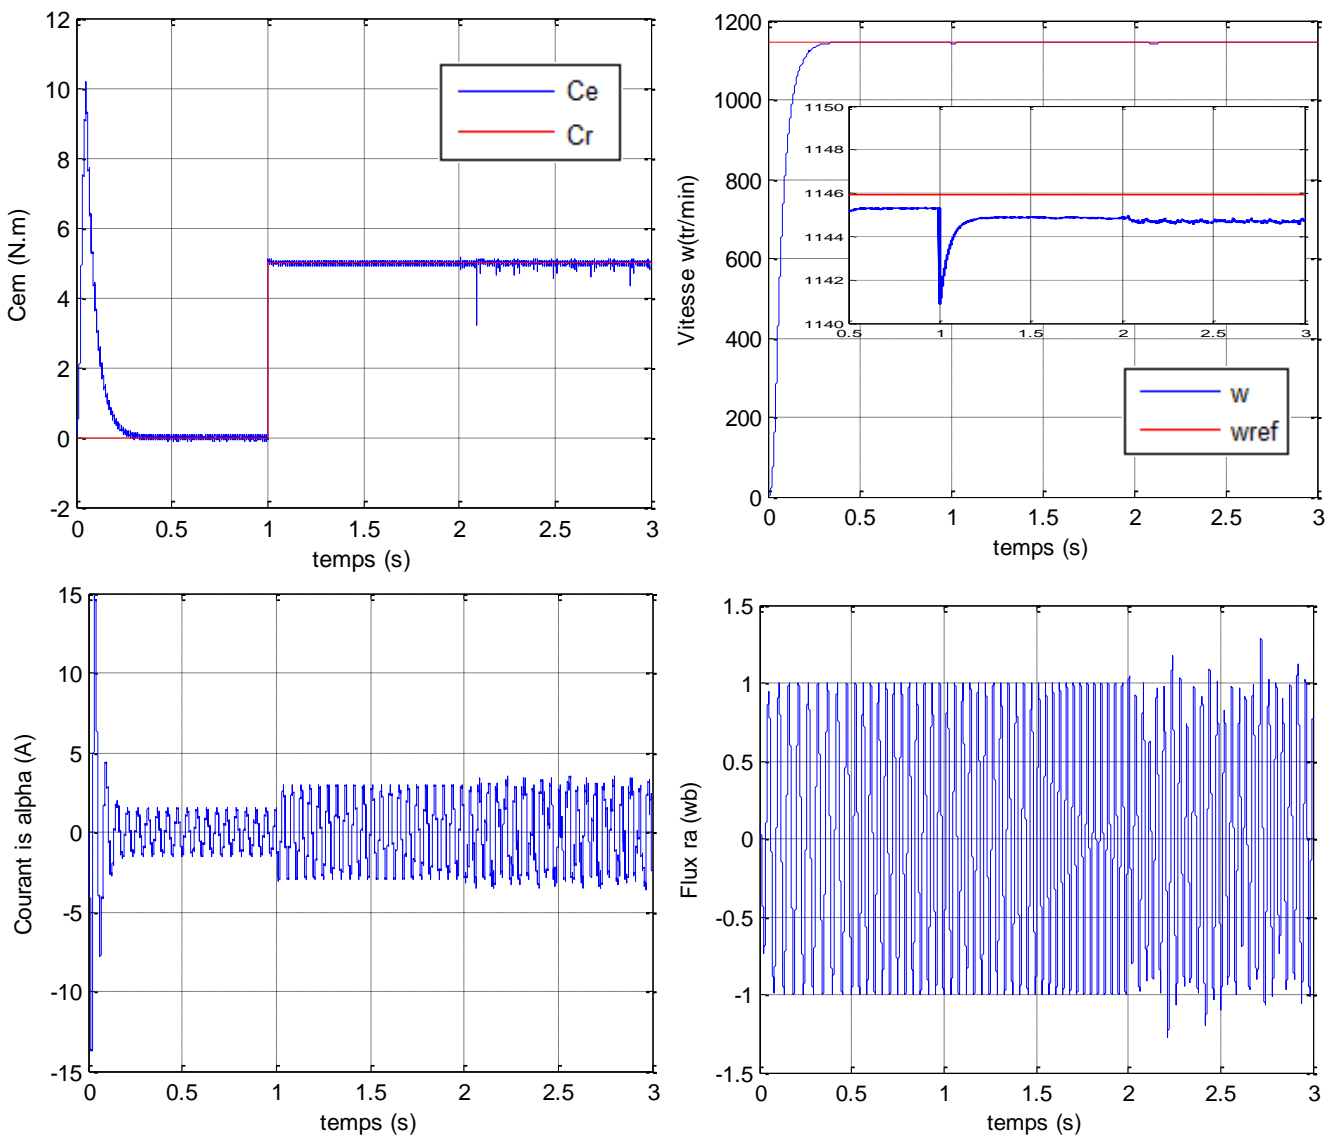 12
10
8
6
4
2
0
-2
Cem (N.m)
Ce
Cr
0 0.5 1 1.5 2 2.5 3
temps (s)
1200
1000
800
600
400
200
0
Vitesse w(tr/min)
1150
1148
1146
1144
1142
1140
0.5 1 1.5 2 2.5 3
w
wref
0 0.5 1 1.5 2 2.5 3
temps (s)
15
10
5
0
-5
-10
-15
Courant is alpha (A)
0 0.5 1 1.5 2 2.5 3
temps (s)
1.5
1
0.5
0
-0.5
-1
-1.5
Flux ra (wb)
0 0.5 1 1.5 2 2.5 3
temps (s)